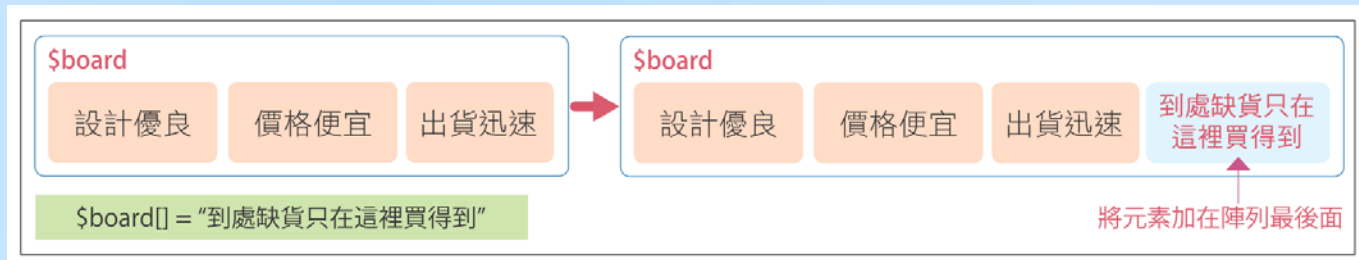 $board
設計優良 價格便宜 出貨迅速
$board
設計優良 價格便宜 出貨迅速
到處缺貨只在
這裡買得到
$board[] = “到處缺貨只在這裡買得到”
將元素加在陣列最後面